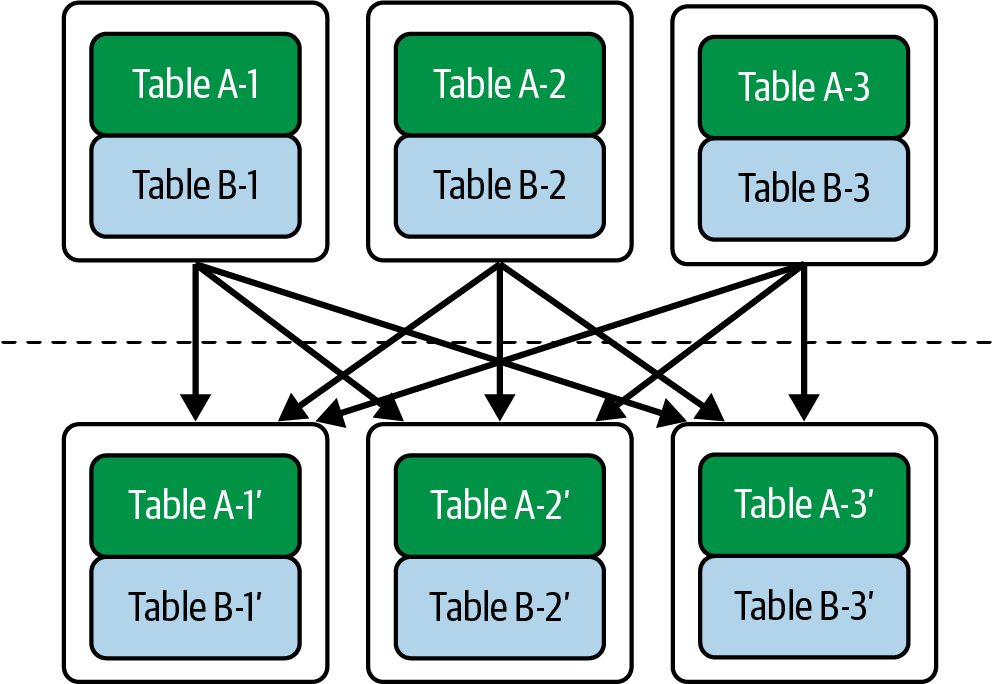 Table A-1
Table B-1
Table A-2
Table B-2
Table A-3
Table B-3
Table A-1′
Table B-1′
Table A-2′
Table B-2′
Table A-3′
Table B-3′